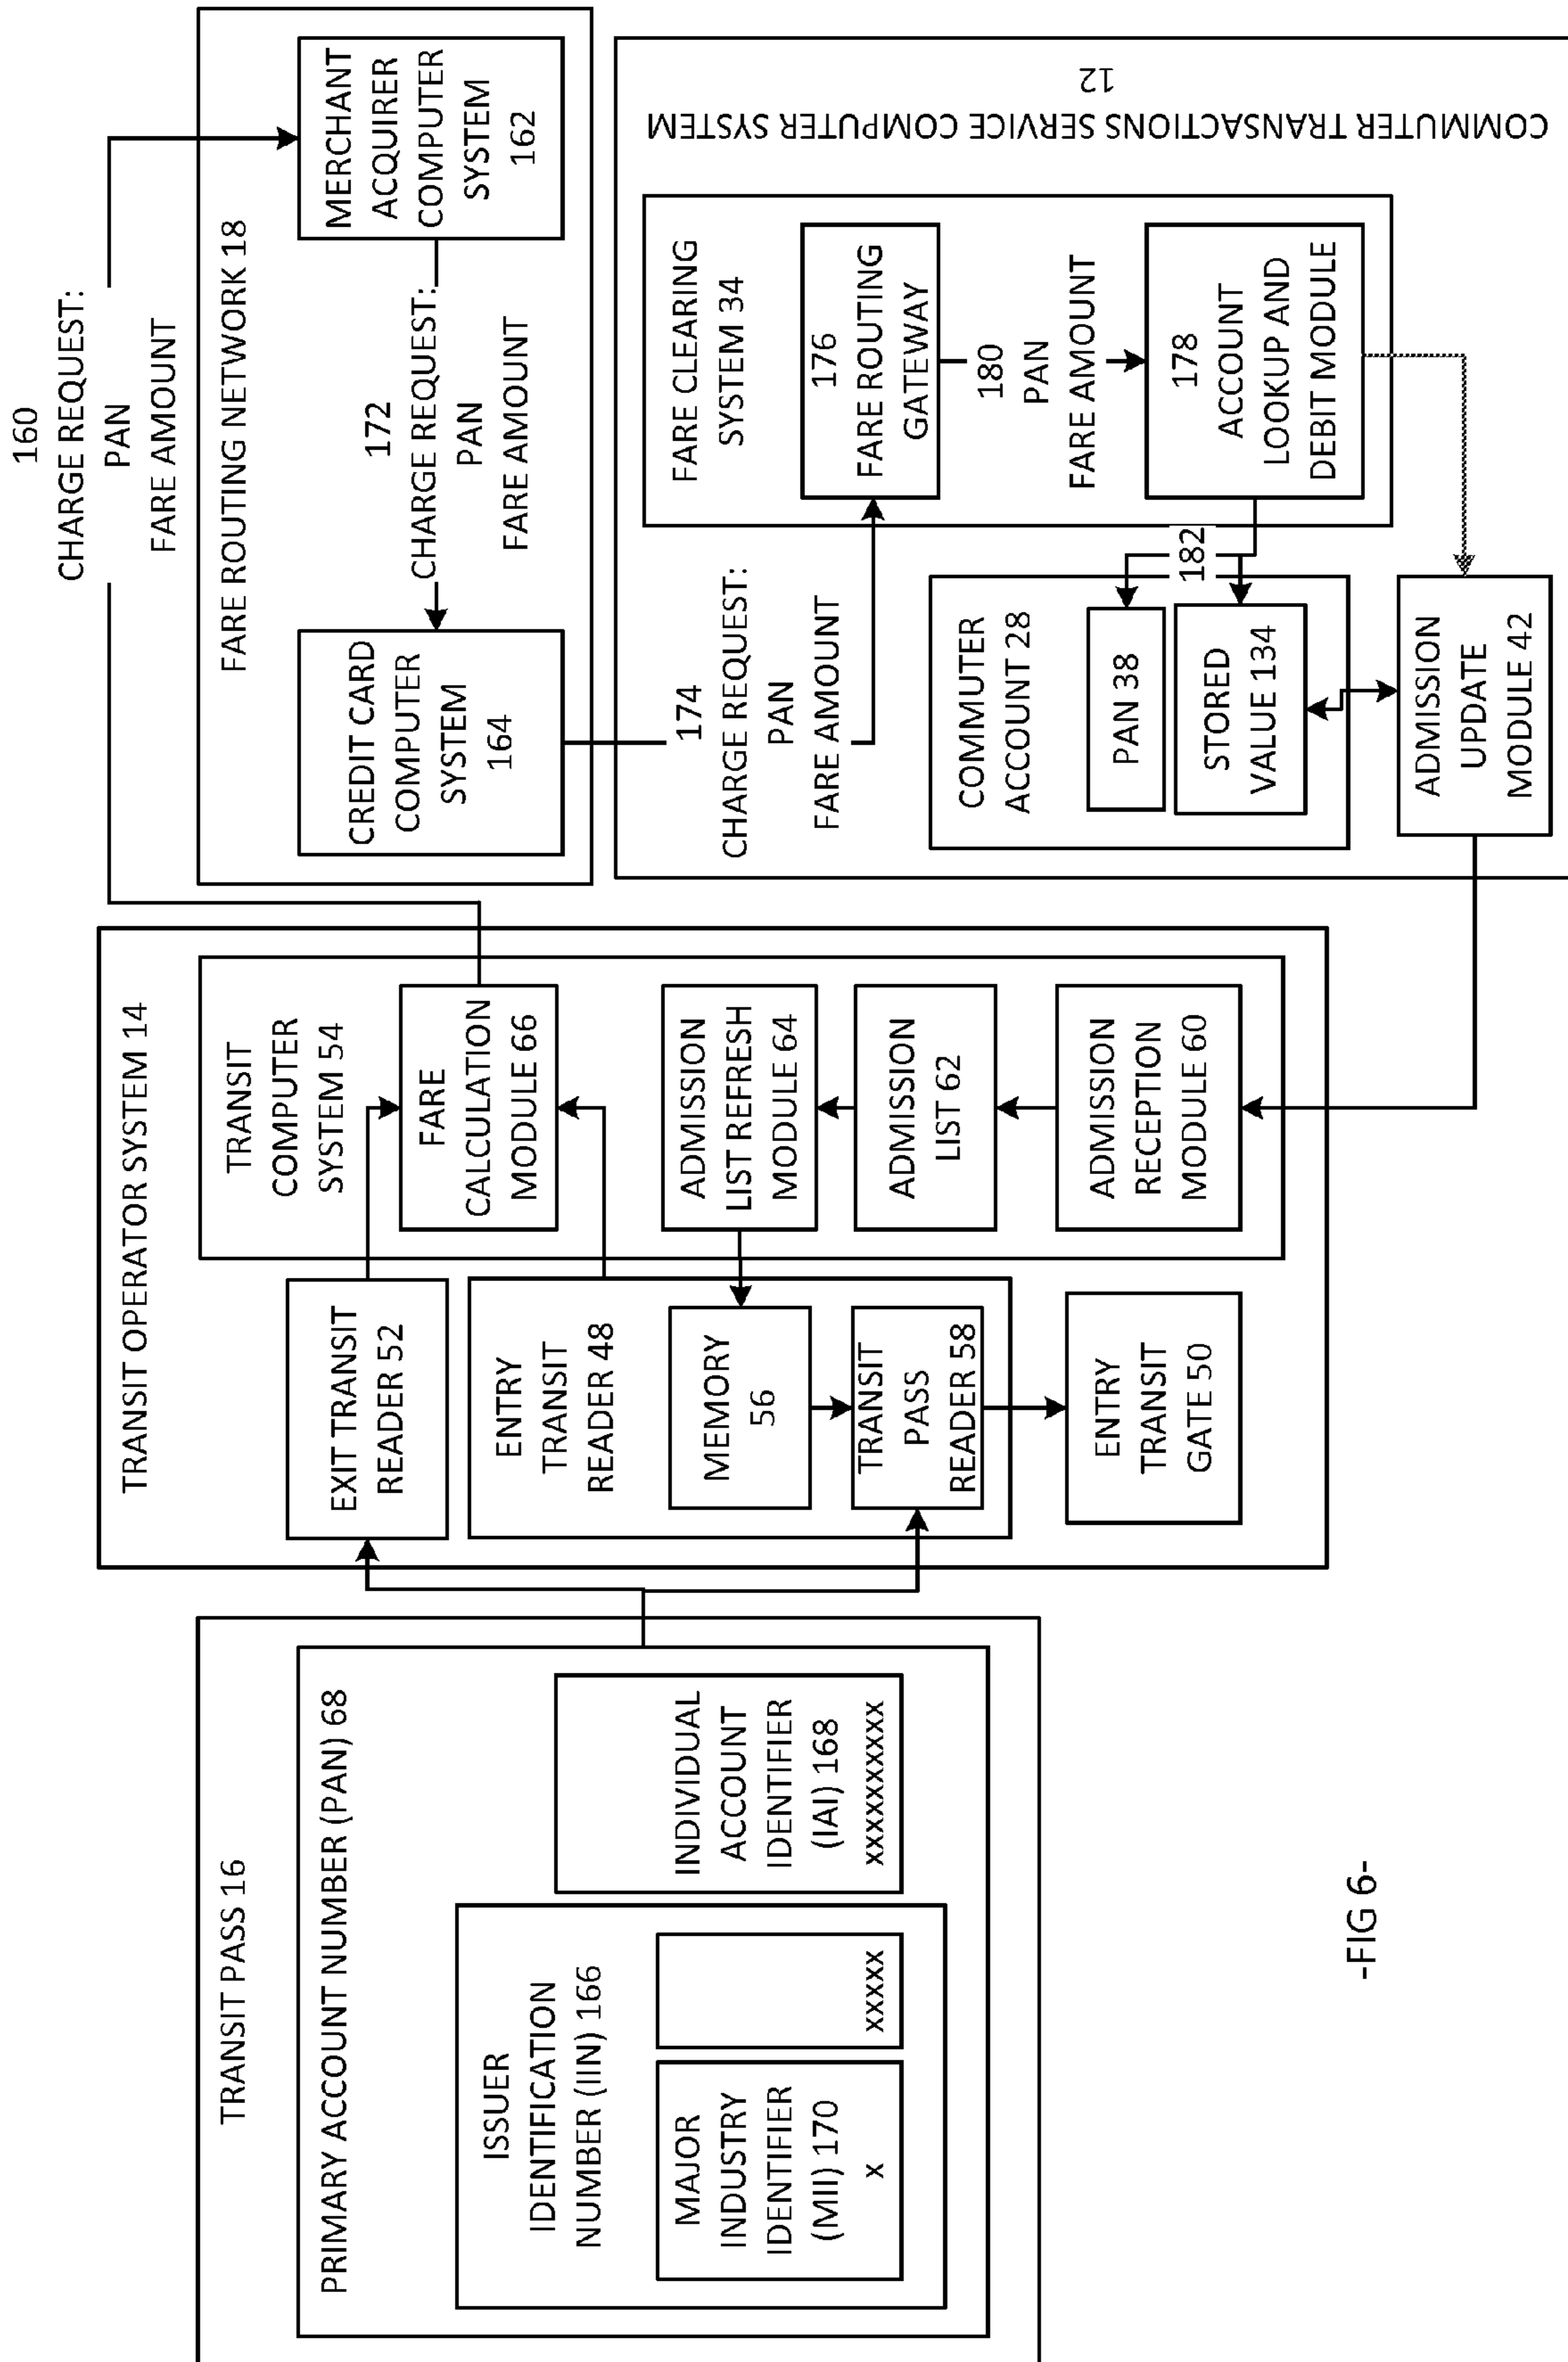 TRANSIT PASS 16
PRIMARY ACCOUNT NUMBER (PAN) 68
ISSUER
IDENTIFICATION
NUMBER (IIN) 166
MAJOR
INDUSTRY
IDENTIFIER
(MII) 170
x
xxxxx
INDIVIDUAL
ACCOUNT
IDENTIFIER
(IAI) 168
xxxxxxxxxx
TRANSIT OPERATOR SYSTEM 14
EXIT TRANSIT
READER 52
ENTRY
TRANSIT
READER 48
MEMORY
56
TRANSIT
PASS
READER 58
ENTRY
TRANSIT
GATE 50
TRANSIT
COMPUTER
SYSTEM 54
FARE
CALCULATION
MODULE 66
ADMISSION
LIST REFRESH
MODULE 64
ADMISSION
LIST 62
ADMISSION
RECEPTION
MODULE 60
160
CHARGE REQUEST:
PAN
FARE AMOUNT
FARE ROUTING NETWORK 18
CREDIT CARD
COMPUTER
SYSTEM
164
172
CHARGE REQUEST:
PAN
FARE AMOUNT
MERCHANT
ACQUIRER
COMPUTER
SYSTEM
162
174
CHARGE REQUEST:
PAN
FARE AMOUNT
FARE CLEARING
SYSTEM 34
176
FARE ROUTING
GATEWAY
180
PAN
FARE AMOUNT
178
ACCOUNT
LOOKUP AND
DEBIT MODULE
182
COMMUTER
ACCOUNT 28
PAN 38
STORED
VALUE 134
ADMISSION
UPDATE
MODULE 42
COMMUTER TRANSACTIONS SERVICE COMPUTER SYSTEM
12
-FIG 6-